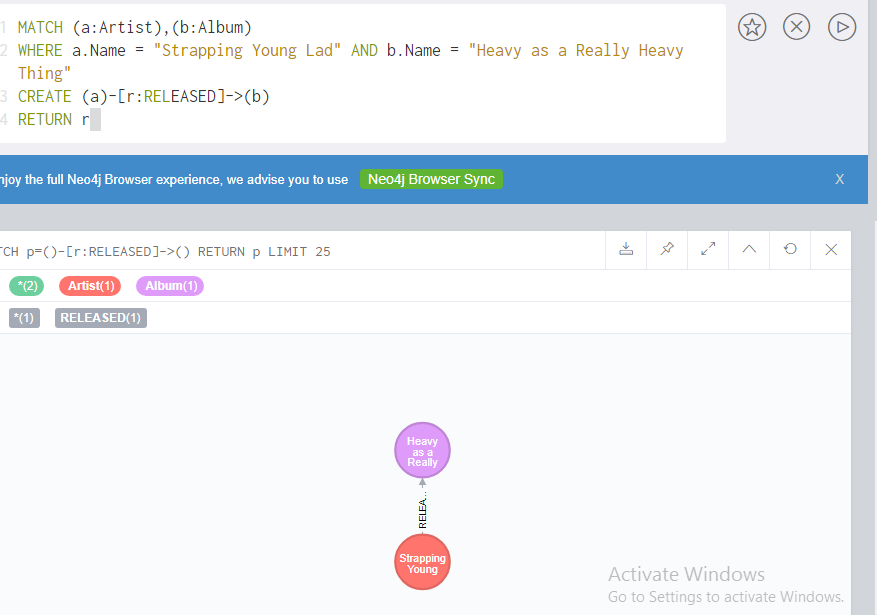 1 MATCH (a:Artist),(b:Album)
2 WHERE a.Name = "Strapping Young Lad" AND b.Name = "Heavy as a Really Heavy
Thing"
3 CREATE (a)-[r:RELEASED]->(b)
4 RETURN r
njoy the full Neo4j Browser experience, we advise you to use Neo4j Browser Sync X
TCH p=()-[r:RELEASED]->() RETURN p LIMIT 25
*(2) Artist(1) Album(1)
*(1) RELEASED(1)
Heavy
as a
Really
RELEA...
Strapping
Young
Activate Windows
Go to Settings to activate Windows.